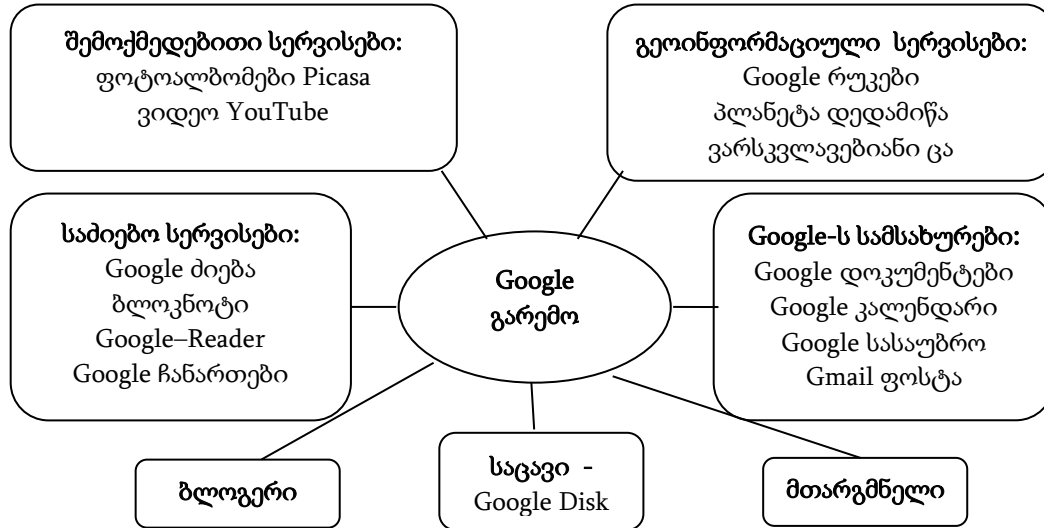 შემოქმედებითი სერვისები:
ფოტოალბომები Picasa
ვიდეო YouTube
გეოინფორმაციული სერვისები:
Google რუკები
პლანეტა დედამიწა
ვარსკვლავებიანი ცა
საძიებო სერვისები:
Google ძიება
ბლოკნოტი
Google–Reader
Google ჩანართები
Google
გარემო
Google-ს სამსახურები:
Google დოკუმენტები
Google კალენდარი
Google სასაუბრო
Gmail ფოსტა
ბლოგერი
საცავი -
Google Disk
მთარგმნელი